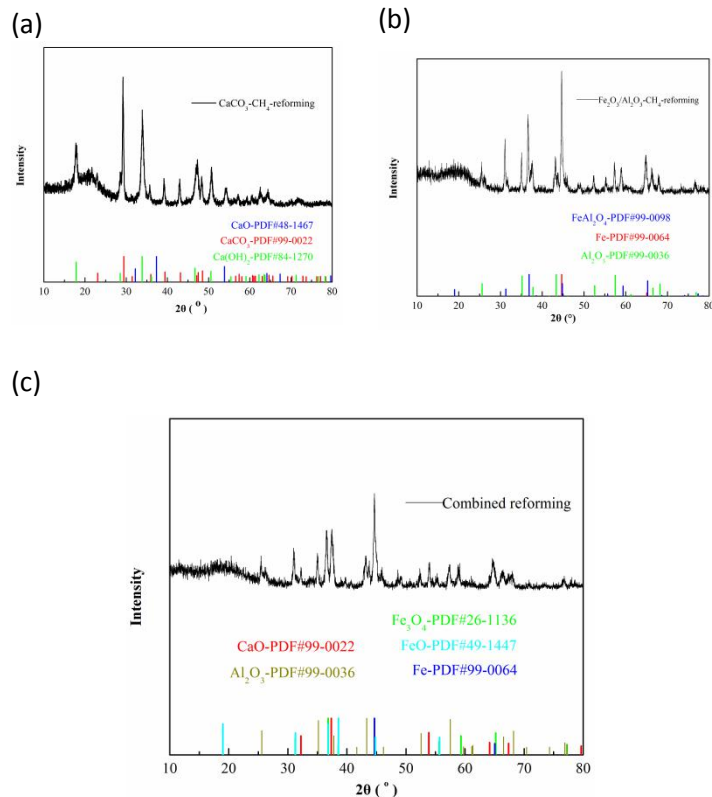 (a)
CaCO₃-CH₄-reforming
Intensity
CaO-PDF#48-1467
CaCO₃-PDF#99-0022
Ca(OH)₂-PDF#84-1270
10 20 30 40 50 60 70 80
2θ ( ° )
(b)
Fe₂O₃/Al₂O₃-CH₄-reforming
Intensity
FeAl₂O₄-PDF#99-0098
Fe-PDF#99-0064
Al₂O₃-PDF#99-0036
10 20 30 40 50 60 70 80
2θ (°)
(c)
Combined reforming
Intensity
Fe₃O₄-PDF#26-1136
CaO-PDF#99-0022 FeO-PDF#49-1447
Al₂O₃-PDF#99-0036 Fe-PDF#99-0064
10 20 30 40 50 60 70 80
2θ ( ° )